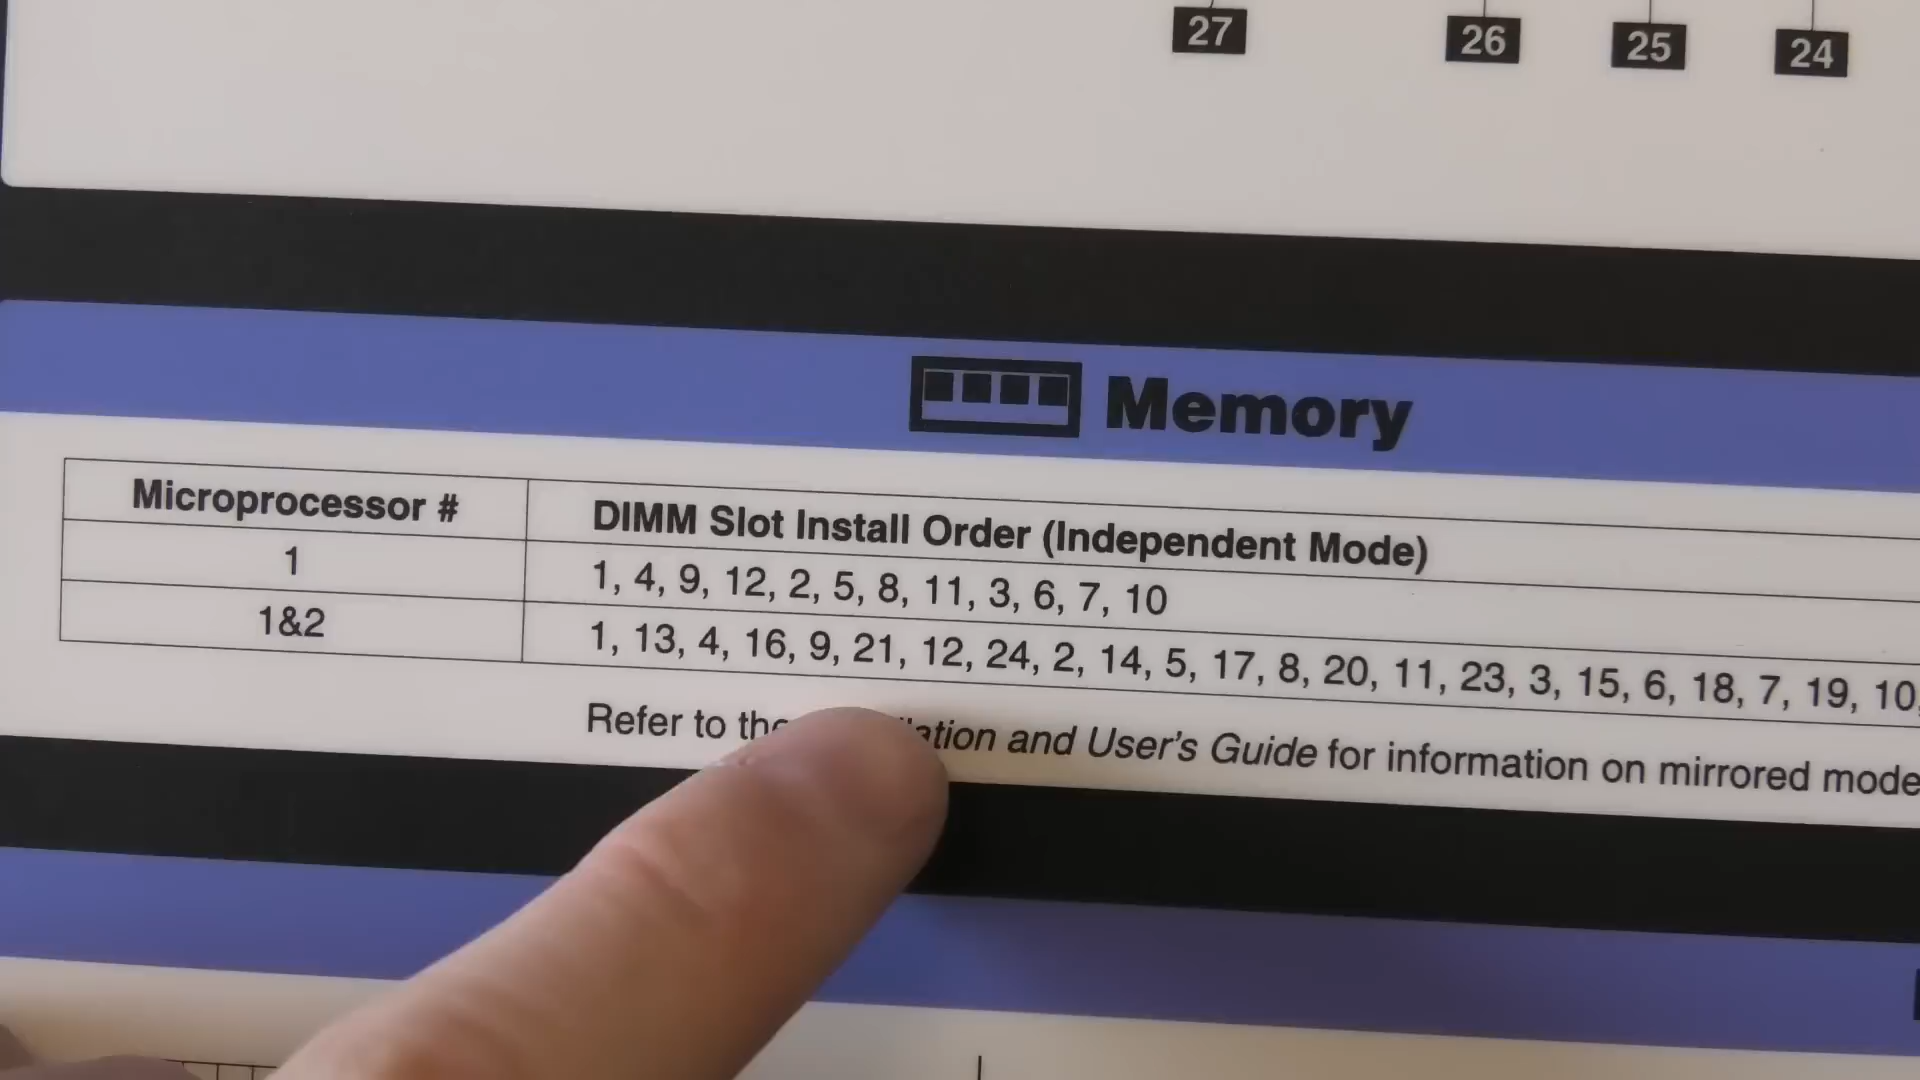 27 26 25 24
Memory
Microprocessor # DIMM Slot Install Order (Independent Mode)
1 1, 4, 9, 12, 2, 5, 8, 11, 3, 6, 7, 10
1&2 1, 13, 4, 16, 9, 21, 12, 24, 2, 14, 5, 17, 8, 20, 11, 23, 3, 15, 6, 18, 7, 19, 10,
Refer to and User's Guide for information on mirrored mode